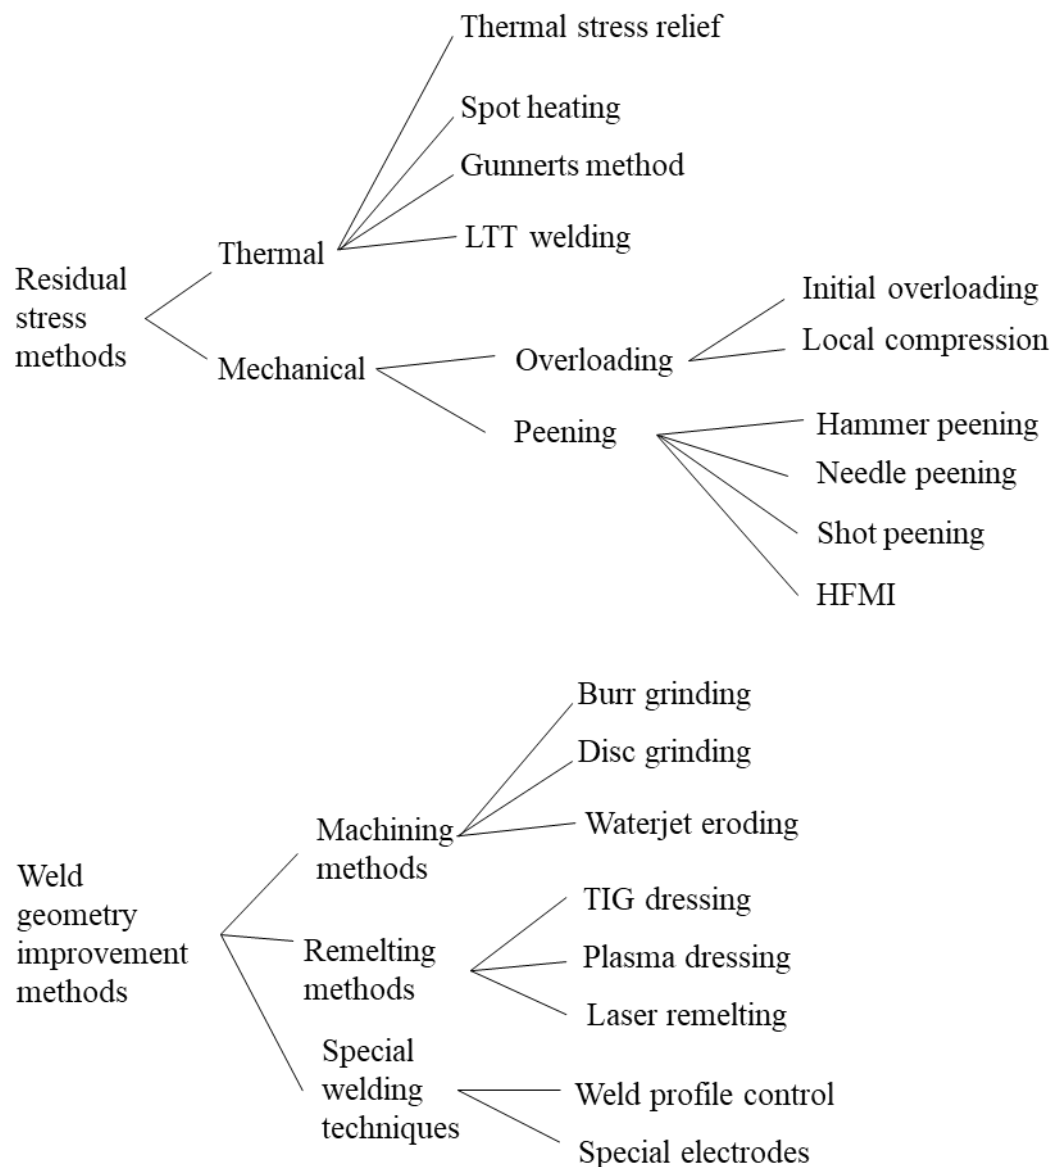 Thermal stress relief
Spot heating
Gunnerts method
LTT welding
Thermal
Residual
stress
methods
Mechanical
Overloading
Initial overloading
Local compression
Peening
Hammer peening
Needle peening
Shot peening
HFMI
Burr grinding
Disc grinding
Waterjet eroding
Machining
methods
Weld
geometry
improvement
methods
TIG dressing
Plasma dressing
Laser remelting
Remelting
methods
Special
welding
techniques
Weld profile control
Special electrodes